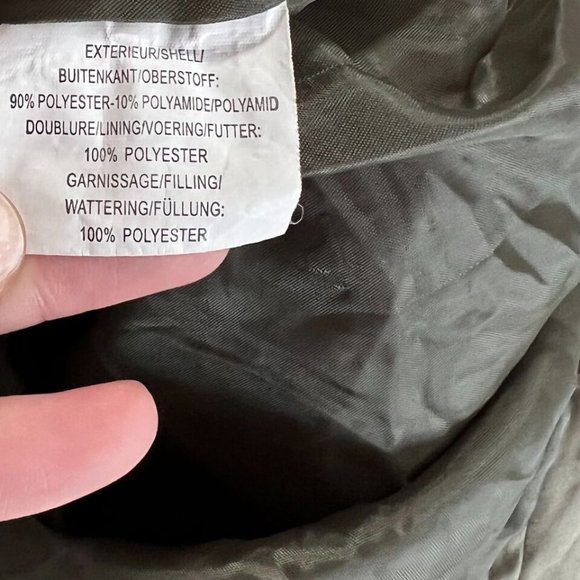 EXTERIEUR/SHELL/
BUITENKANT/OBERSTOFF:
90% POLYESTER-10% POLYAMIDE/POLYAMID
DOUBLURE/LINING/VOERING/FUTTER:
100% POLYESTER
GARNISSAGE/FILLING/
WATTERING/FÜLLUNG:
100% POLYESTER